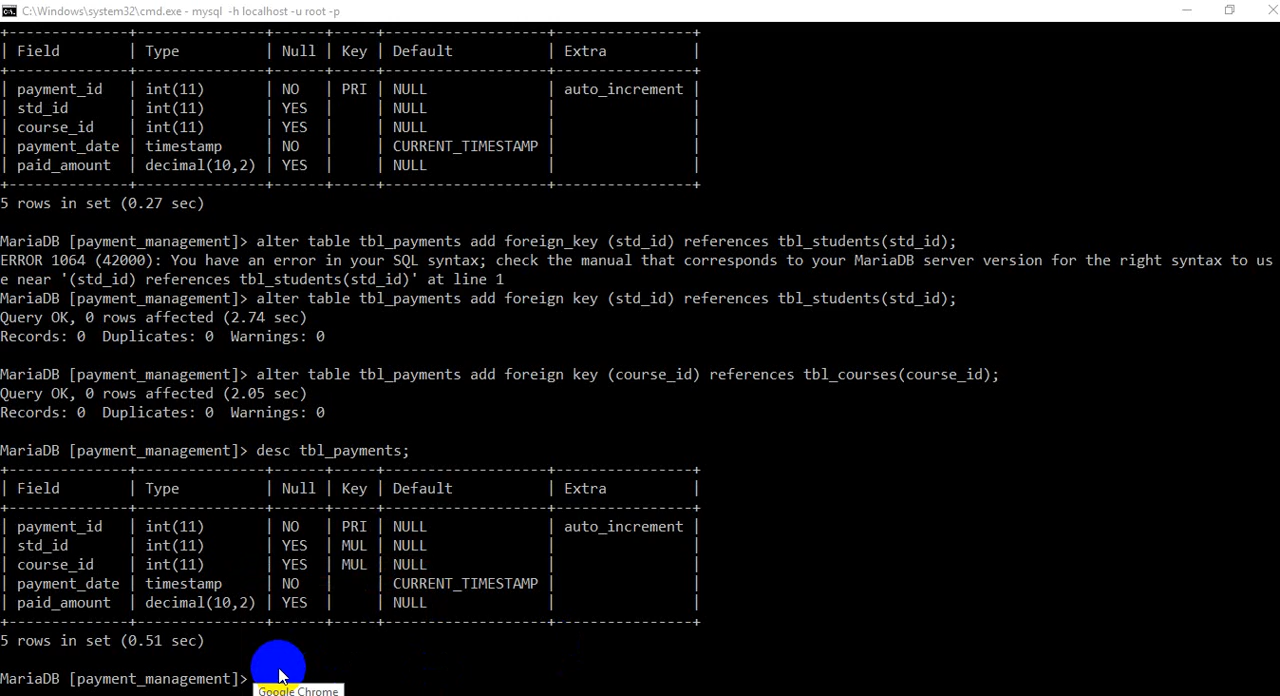 C:\Windows\system32\cmd.exe - mysql  -h localhost -u root -p
+--------------+---------------+------+-----+-------------------+----------------+
| Field        | Type          | Null | Key | Default           | Extra          |
+--------------+---------------+------+-----+-------------------+----------------+
| payment_id   | int(11)       | NO   | PRI | NULL              | auto_increment |
| std_id       | int(11)       | YES  |     | NULL              |                |
| course_id    | int(11)       | YES  |     | NULL              |                |
| payment_date | timestamp     | NO   |     | CURRENT_TIMESTAMP |                |
| paid_amount  | decimal(10,2) | YES  |     | NULL              |                |
+--------------+---------------+------+-----+-------------------+----------------+
5 rows in set (0.27 sec)
MariaDB [payment_management]> alter table tbl_payments add foreign_key (std_id) references tbl_students(std_id);
ERROR 1064 (42000): You have an error in your SQL syntax; check the manual that corresponds to your MariaDB server version for the right syntax to us
e near '(std_id) references tbl_students(std_id)' at line 1
MariaDB [payment_management]> alter table tbl_payments add foreign key (std_id) references tbl_students(std_id);
Query OK, 0 rows affected (2.74 sec)
Records: 0  Duplicates: 0  Warnings: 0
MariaDB [payment_management]> alter table tbl_payments add foreign key (course_id) references tbl_courses(course_id);
Query OK, 0 rows affected (2.05 sec)
Records: 0  Duplicates: 0  Warnings: 0
MariaDB [payment_management]> desc tbl_payments;
+--------------+---------------+------+-----+-------------------+----------------+
| Field        | Type          | Null | Key | Default           | Extra          |
+--------------+---------------+------+-----+-------------------+----------------+
| payment_id   | int(11)       | NO   | PRI | NULL              | auto_increment |
| std_id       | int(11)       | YES  | MUL | NULL              |                |
| course_id    | int(11)       | YES  | MUL | NULL              |                |
| payment_date | timestamp     | NO   |     | CURRENT_TIMESTAMP |                |
| paid_amount  | decimal(10,2) | YES  |     | NULL              |                |
+--------------+---------------+------+-----+-------------------+----------------+
5 rows in set (0.51 sec)
MariaDB [payment_management]>
Google Chrome